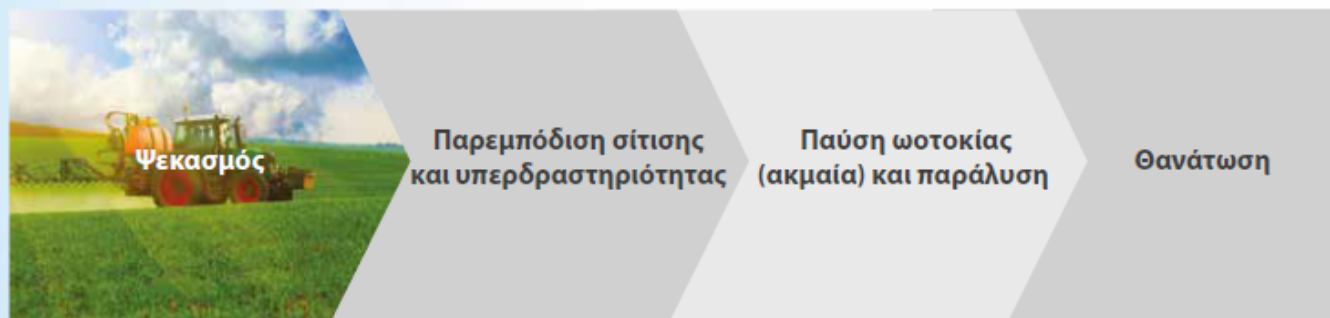 Ψεκασμός
Παρεμπόδιση σίτισης
και υπερδραστηριότητας
Παύση ωοτοκίας
(ακμαία) και παράλυση
Θανάτωση